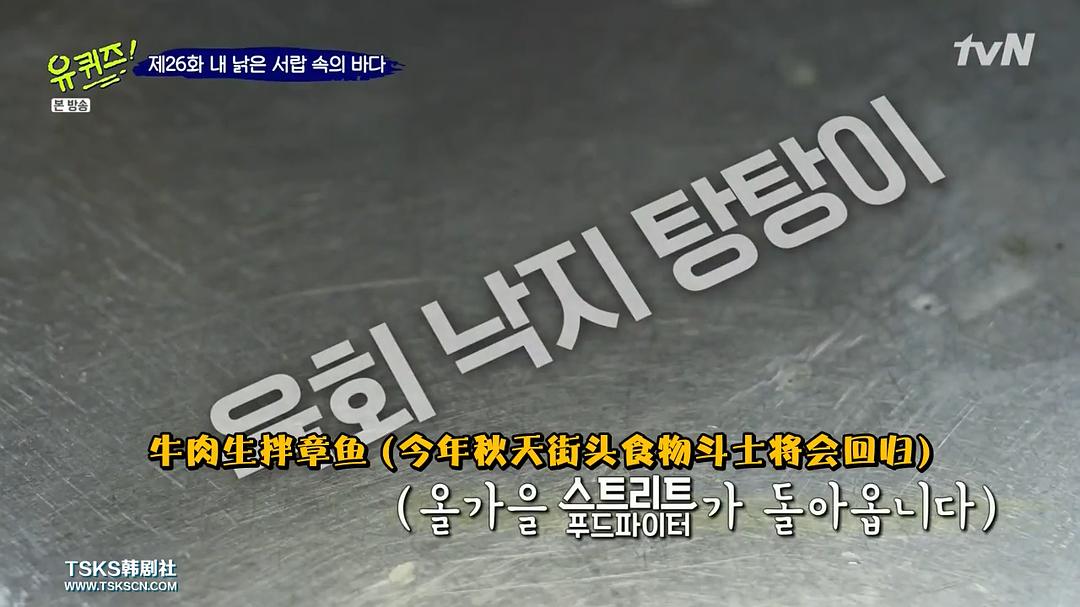 유퀴즈!
제26화 내 낡은 서랍 속의 바다
본 방송
tvN
육회 낙지 탕탕이
牛肉生拌章鱼 (今年秋天街头食物斗士将会回归)
(올가을 스트리트 푸드파이터가 돌아옵니다)
TSKS韩剧社
WWW.TSKSCN.COM